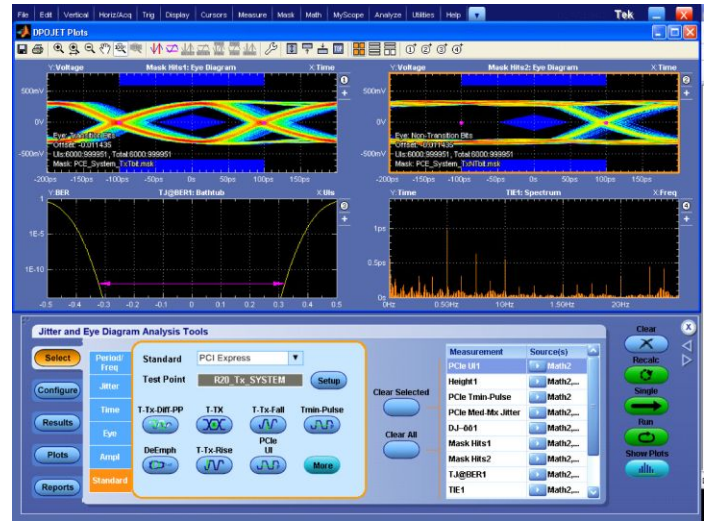 File Edit Vertical Horiz/Acq Trig Display Cursors Measure Mask Math MyScope Analyze Utilities Help Tek
DPOJET Plots
Y:Voltage Mask Hits1: Eye Diagram X:Time
500mV
0V
-500mV
Eye: Transition Bits
Offset: -0.011435
UIs:6000:999951, Total:6000:999951
Mask: PCE_System_TxTbit.msk
-200ps -150ps -100ps -50ps 0s 50ps 100ps 150ps
Y:Voltage Mask Hits2: Eye Diagram X:Time
500mV
0V
-500mV
Eye: Non-Transition Bits
Offset: -0.011435
UIs:6000:999951, Total:6000:999951
Mask: PCE_System_TxNTbit.msk
-200ps -150ps -100ps -50ps 0s 50ps 100ps 150ps
Y:BER TJ@BER1: Bathtub X:UIs
1
1E-5
1E-10
-0.5 -0.4 -0.3 -0.2 -0.1 0 0.1 0.2 0.3 0.4 0.5
Y:Time TIE1: Spectrum X:Freq
1ps
0.5ps
0Hz
1 2 3 4
Jitter and Eye Diagram Analysis Tools
Select
Configure
Results
Plots
Reports
Period/
Freq
Jitter
Time
Eye
Ampl
Standard
Standard PCI Express
Test Point R20_Tx_SYSTEM Setup
T-Tx-Diff-PP T-TX T-Tx-Fall Tmin-Pulse
DeEmph T-Tx-Rise PCIe
UI
More
Clear Selected
Clear All
Measurement Source(s)
PCIe UI1 Math2
Height1 Math2,...
PCIe Tmin-Pulse Math2
PCIe Med-Mx Jitter Math2,...
DJ-δδ1 Math2,...
Mask Hits1 Math2,...
Mask Hits2 Math2,...
TJ@BER1 Math2,...
TIE1 Math2,...
Clear
X
Recalc
Single
Run
Show Plots